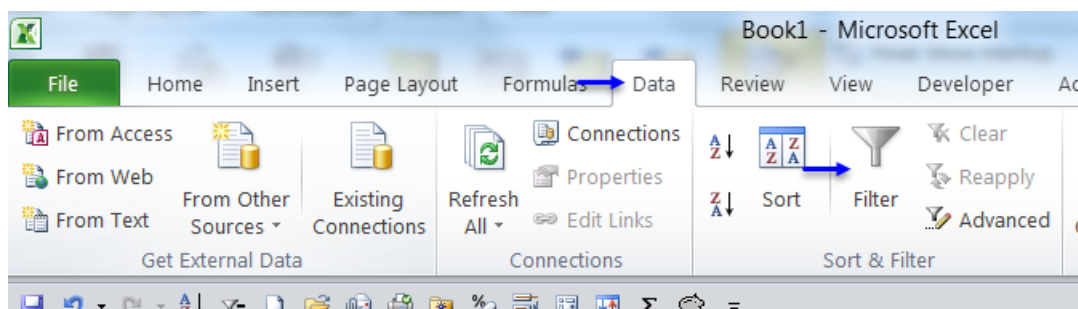 Book1 - Microsoft Excel
File Home Insert Page Layout Formulas Data Review View Developer
From Access
From Web
From Text
From Other
Sources
Existing
Connections
Get External Data
Refresh
All
Connections
Properties
Edit Links
Connections
Sort
Filter
Clear
Reapply
Advanced
Sort & Filter